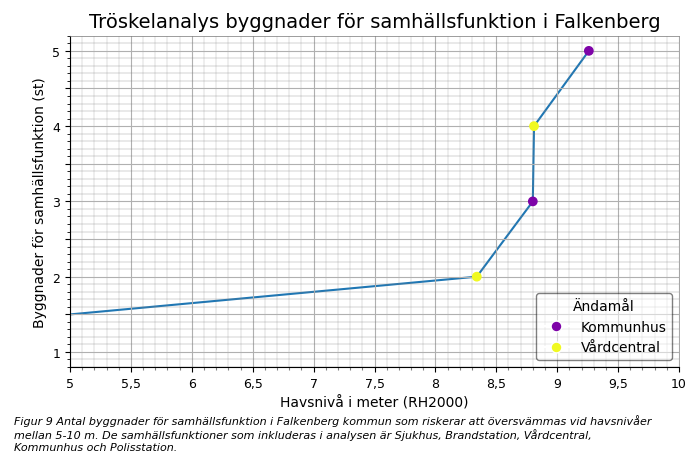 Tröskelanalys byggnader för samhällsfunktion i Falkenberg
Byggnader för samhällsfunktion (st)
5
4
3
2
1
Ändamål
Kommunhus
Vårdcentral
5 5,5 6 6,5 7 7,5 8 8,5 9 9,5 10
Havsnivå i meter (RH2000)
Figur 9 Antal byggnader för samhällsfunktion i Falkenberg kommun som riskerar att översvämmas vid havsnivåer
mellan 5-10 m. De samhällsfunktioner som inkluderas i analysen är Sjukhus, Brandstation, Vårdcentral,
Kommunhus och Polisstation.